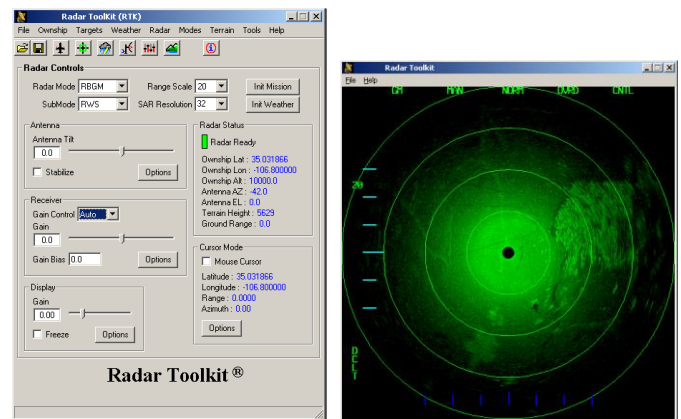 Radar ToolKit (RTK)
File Ownship Targets Weather Radar Modes Terrain Tools Help
Radar Controls
Radar Mode RBGM Range Scale 20 Init Mission
SubMode RWS SAR Resolution 32 Init Weather
Antenna
Antenna Tilt
0.0
Stabilize Options
Receiver
Gain Control Auto
Gain
0.0
Gain Bias 0.0 Options
Display
Gain
0.00
Freeze Options
Radar Status
Radar Ready
Ownship Lat : 35.031866
Ownship Lon : -106.800000
Ownship Alt : 10000.0
Antenna AZ : -42.0
Antenna EL : 0.0
Terrain Height : 5629
Ground Range : 0.0
Cursor Mode
Mouse Cursor
Latitude : 35.031866
Longitude : -106.800000
Range : 0.0000
Azimuth : 0.00
Options
Radar Toolkit ®
Radar Toolkit
File Help
GM MAN NORM OVRD CNTL
20
DCLT